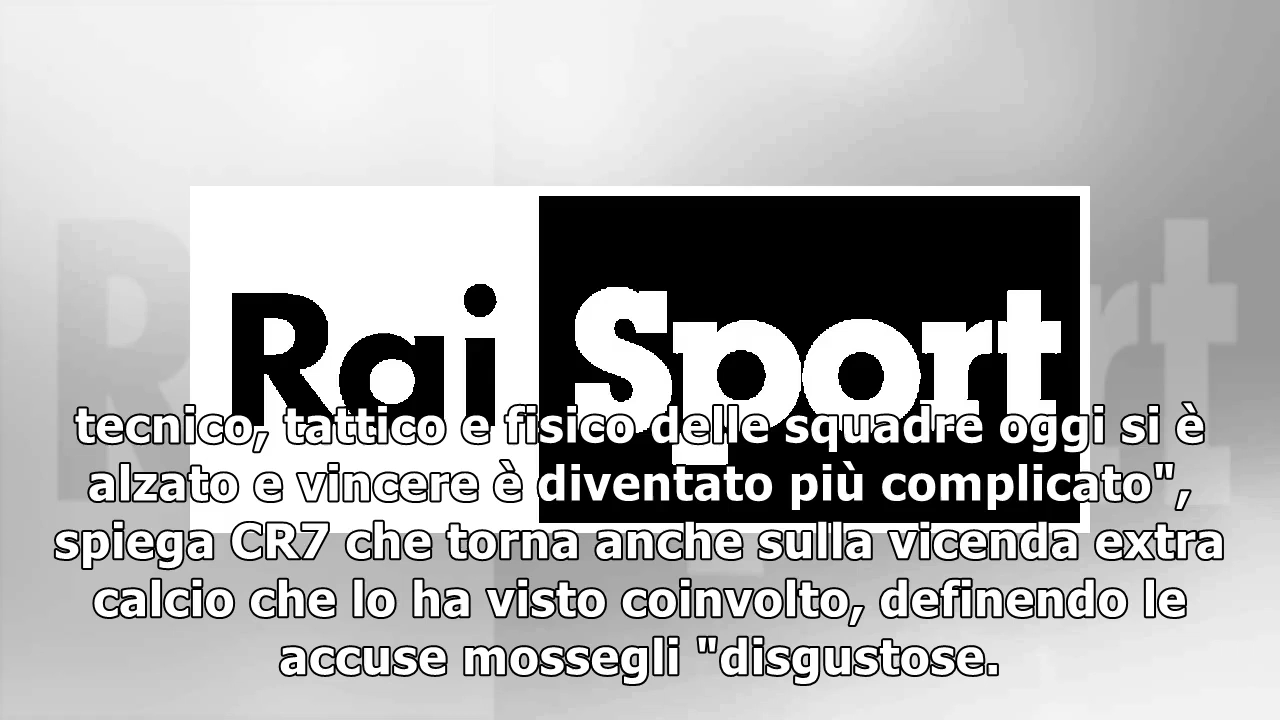 Rai Sport
tecnico, tattico e fisico delle squadre oggi si è
alzato e vincere è diventato più complicato",
spiega CR7 che torna anche sulla vicenda extra
calcio che lo ha visto coinvolto, definendo le
accuse mossegli "disgustose.